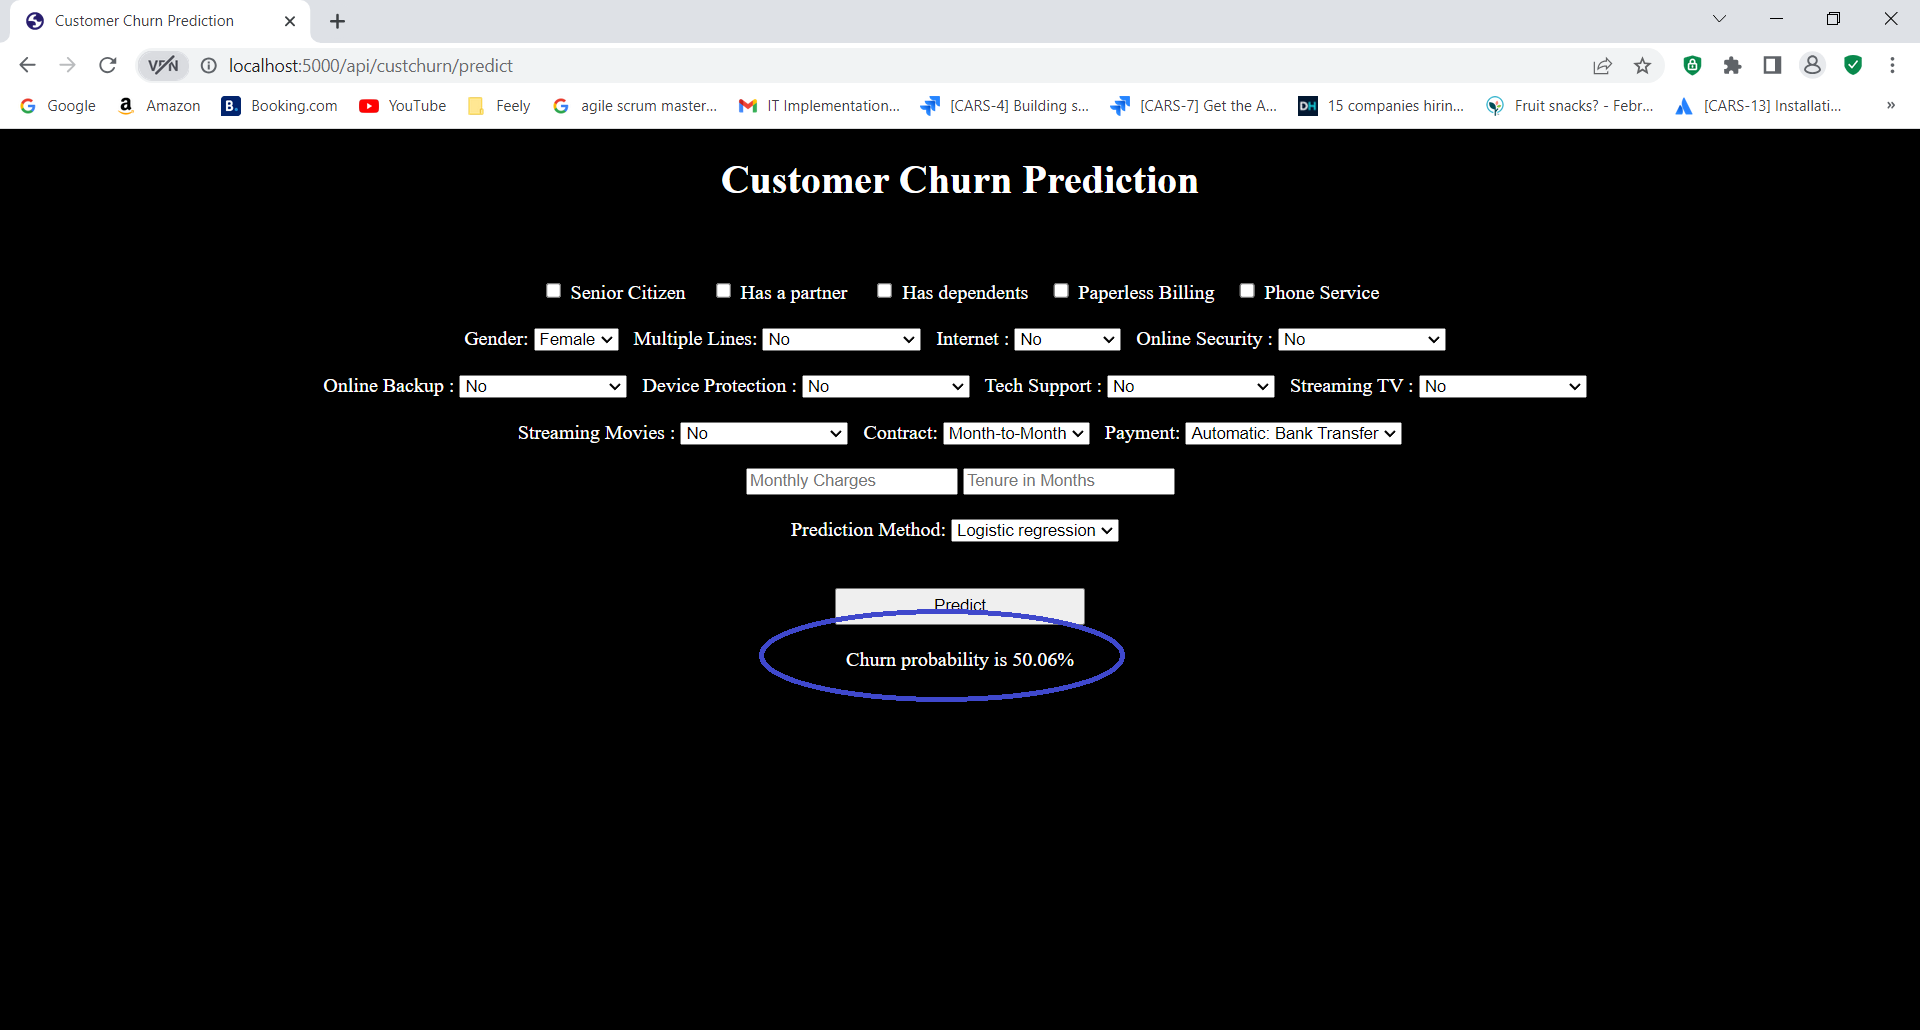 Customer Churn Prediction
VPN localhost:5000/api/custchurn/predict
Google Amazon B. Booking.com YouTube Feely agile scrum master... IT Implementation... [CARS-4] Building s... [CARS-7] Get the A... DH 15 companies hirin... Fruit snacks? - Febr... [CARS-13] Installati... »
Customer Churn Prediction
Senior Citizen Has a partner Has dependents Paperless Billing Phone Service
Gender: Female Multiple Lines: No Internet : No Online Security : No
Online Backup : No Device Protection : No Tech Support : No Streaming TV : No
Streaming Movies : No Contract: Month-to-Month Payment: Automatic: Bank Transfer
Monthly Charges Tenure in Months
Prediction Method: Logistic regression
Predict
Churn probability is 50.06%